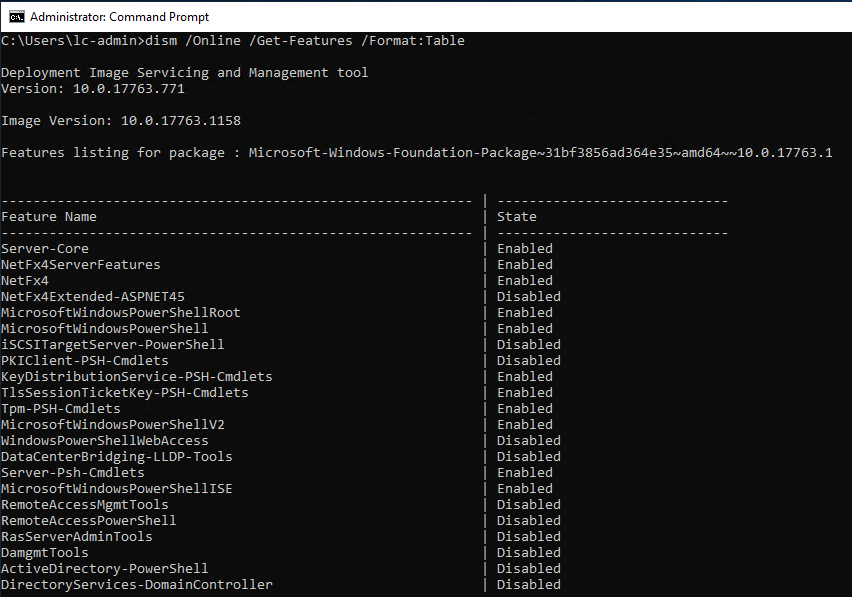 Administrator: Command Prompt
C:\Users\lc-admin>dism /Online /Get-Features /Format:Table
Deployment Image Servicing and Management tool
Version: 10.0.17763.771
Image Version: 10.0.17763.1158
Features listing for package : Microsoft-Windows-Foundation-Package~31bf3856ad364e35~amd64~~10.0.17763.1
----------------------------------------------------------- | -----------------------------
Feature Name | State
----------------------------------------------------------- | -----------------------------
Server-Core | Enabled
NetFx4ServerFeatures | Enabled
NetFx4 | Enabled
NetFx4Extended-ASPNET45 | Disabled
MicrosoftWindowsPowerShellRoot | Enabled
MicrosoftWindowsPowerShell | Enabled
iSCSITargetServer-PowerShell | Disabled
PKIClient-PSH-Cmdlets | Disabled
KeyDistributionService-PSH-Cmdlets | Enabled
TlsSessionTicketKey-PSH-Cmdlets | Enabled
Tpm-PSH-Cmdlets | Enabled
MicrosoftWindowsPowerShellV2 | Enabled
WindowsPowerShellWebAccess | Disabled
DataCenterBridging-LLDP-Tools | Disabled
Server-Psh-Cmdlets | Enabled
MicrosoftWindowsPowerShellISE | Enabled
RemoteAccessMgmtTools | Disabled
RemoteAccessPowerShell | Disabled
RasServerAdminTools | Disabled
DamgmtTools | Disabled
ActiveDirectory-PowerShell | Disabled
DirectoryServices-DomainController | Disabled